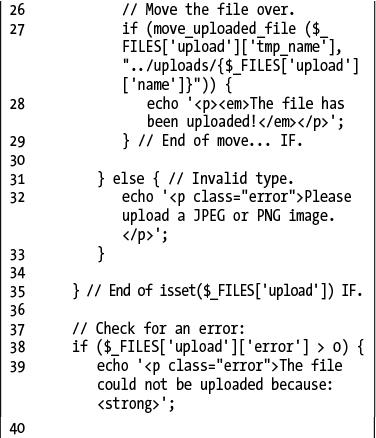 26 // Move the file over.
27 if (move_uploaded_file ($_
FILES['upload']['tmp_name'],
"../uploads/{$_FILES['upload']
['name']}")) {
28 echo '<p><em>The file has
been uploaded!</em></p>';
29 } // End of move... IF.
30
31 } else { // Invalid type.
32 echo '<p class="error">Please
upload a JPEG or PNG image.
</p>';
33 }
34
35 } // End of isset($_FILES['upload']) IF.
36
37 // Check for an error:
38 if ($_FILES['upload']['error'] > 0) {
39 echo '<p class="error">The file
could not be uploaded because:
<strong>';
40